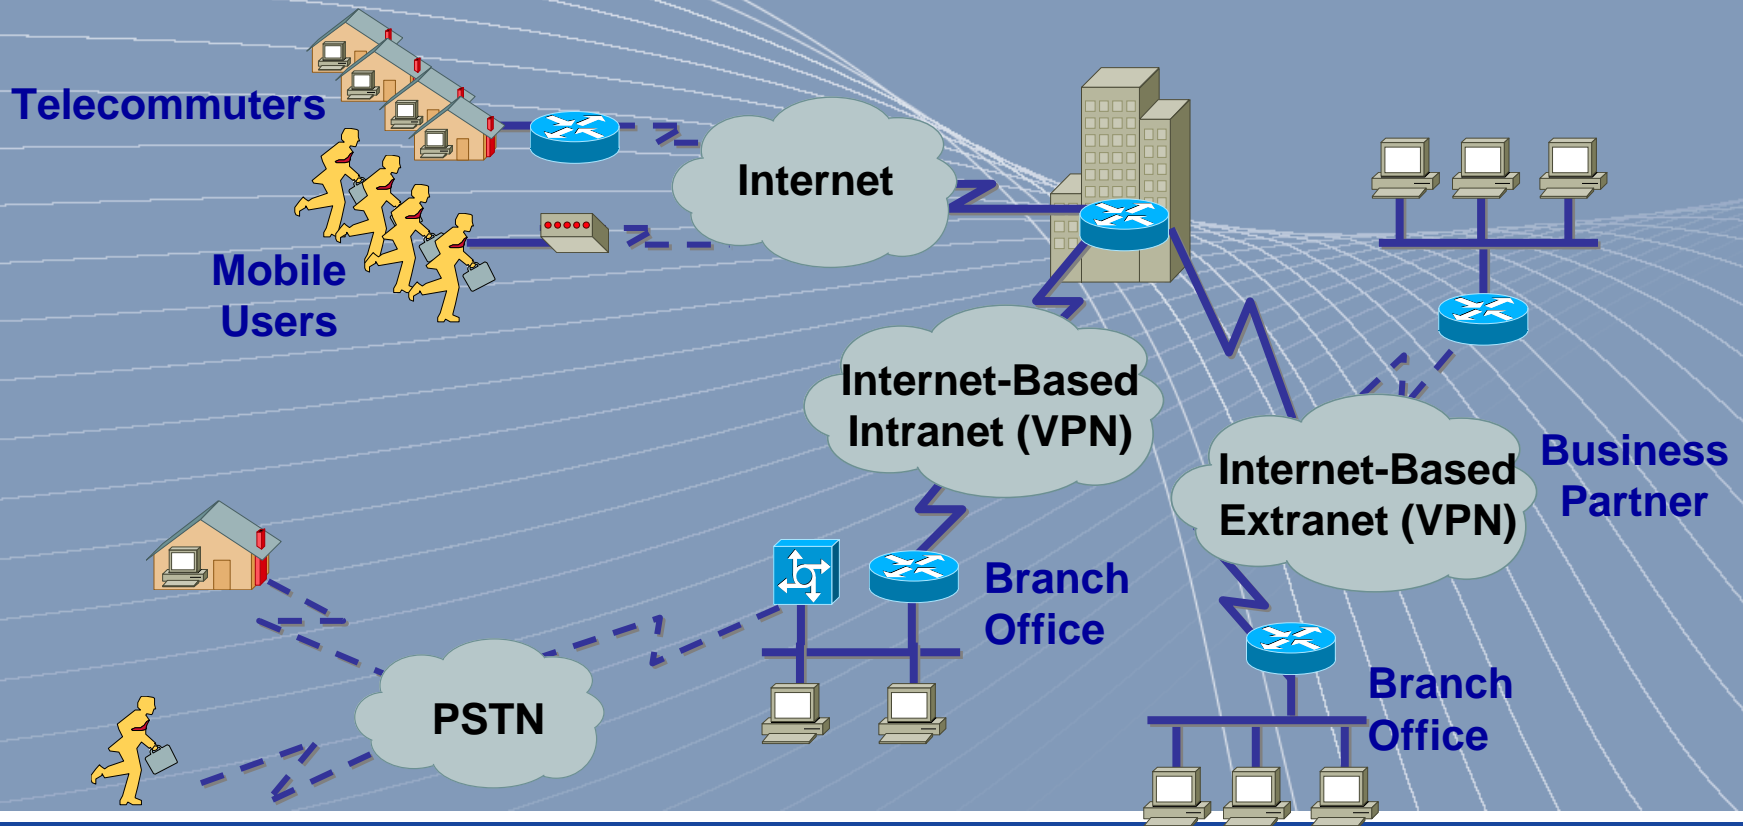 Telecommuters
Internet
Mobile
Users
Internet-Based
Intranet (VPN)
Internet-Based
Extranet (VPN)
Business
Partner
Branch
Office
Branch
Office
PSTN